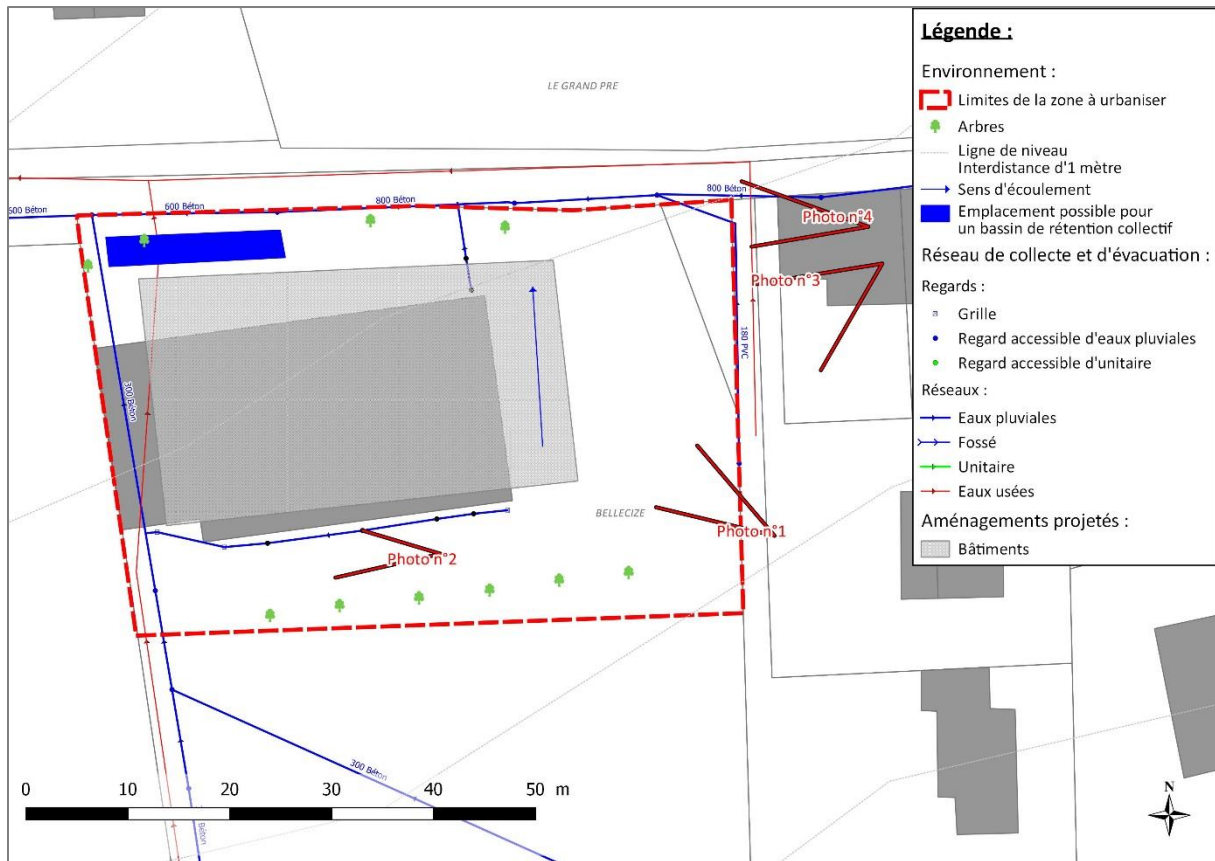 LE GRAND PRE
600 Béton
600 Béton
800 Béton
800 Béton
Photo n°4
Photo n°3
180 PVC
300 Béton
BELLECIZE
Photo n°1
Photo n°2
300 Béton
Béton
0 10 20 30 40 50 m
N
Légende :
Environnement :
Limites de la zone à urbaniser
Arbres
Ligne de niveau
Interdistance d'1 mètre
Sens d'écoulement
Emplacement possible pour
un bassin de rétention collectif
Réseau de collecte et d'évacuation :
Regards :
Grille
Regard accessible d'eaux pluviales
Regard accessible d'unitaire
Réseaux :
Eaux pluviales
Fossé
Unitaire
Eaux usées
Aménagements projetés :
Bâtiments